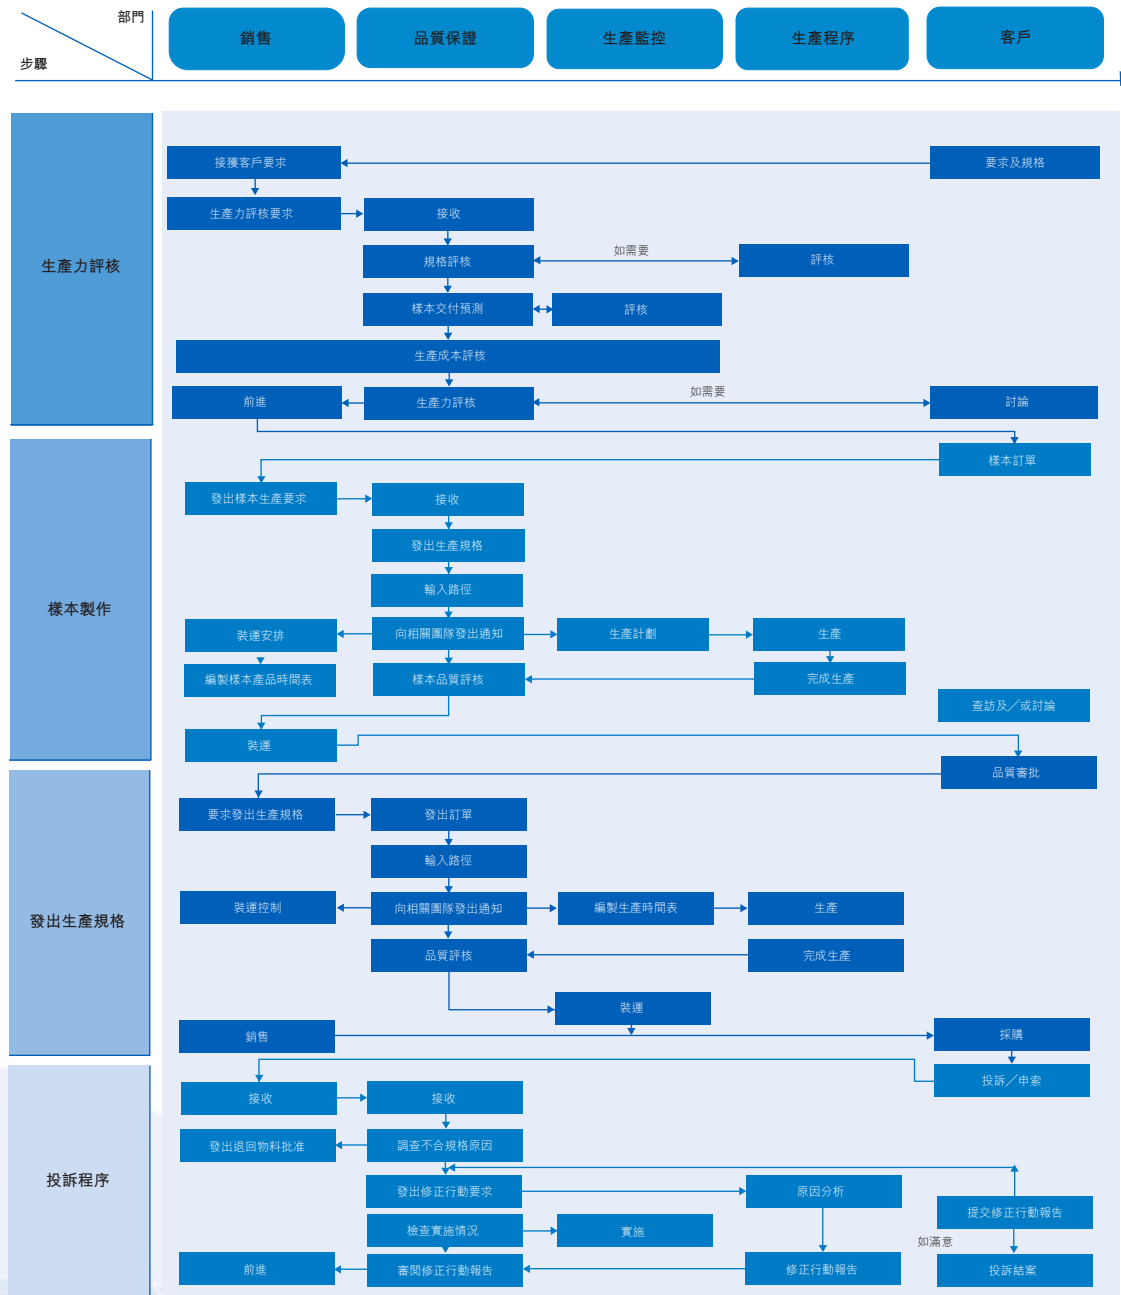 部門
步驟
銷售
品質保證
生產監控
生產程序
客戶
生產力評核
接獲客戶要求
要求及規格
生產力評核要求
接收
規格評核
如需要
評核
樣本交付預測
評核
生產成本評核
前進
生產力評核
如需要
討論
樣本製作
樣本訂單
發出樣本生產要求
接收
發出生產規格
輸入路徑
裝運安排
向相關團隊發出通知
生產計劃
生產
編製樣本產品時間表
樣本品質評核
完成生產
查訪及╱或討論
裝運
品質審批
發出生產規格
要求發出生產規格
發出訂單
輸入路徑
裝運控制
向相關團隊發出通知
編製生產時間表
生產
品質評核
完成生產
裝運
銷售
採購
投訴╱申索
投訴程序
接收
接收
發出退回物料批准
調查不合規格原因
發出修正行動要求
原因分析
提交修正行動報告
檢查實施情況
實施
如滿意
前進
審閱修正行動報告
修正行動報告
投訴結案